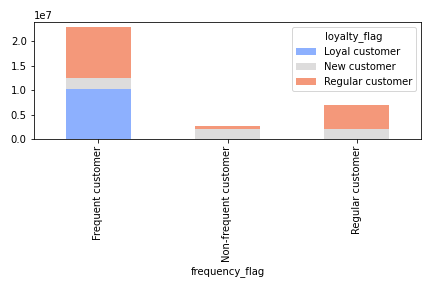 1e7
2.0
1.5
1.0
0.5
0.0
loyalty_flag
Loyal customer
New customer
Regular customer
Frequent customer
Non-frequent customer
Regular customer
frequency_flag